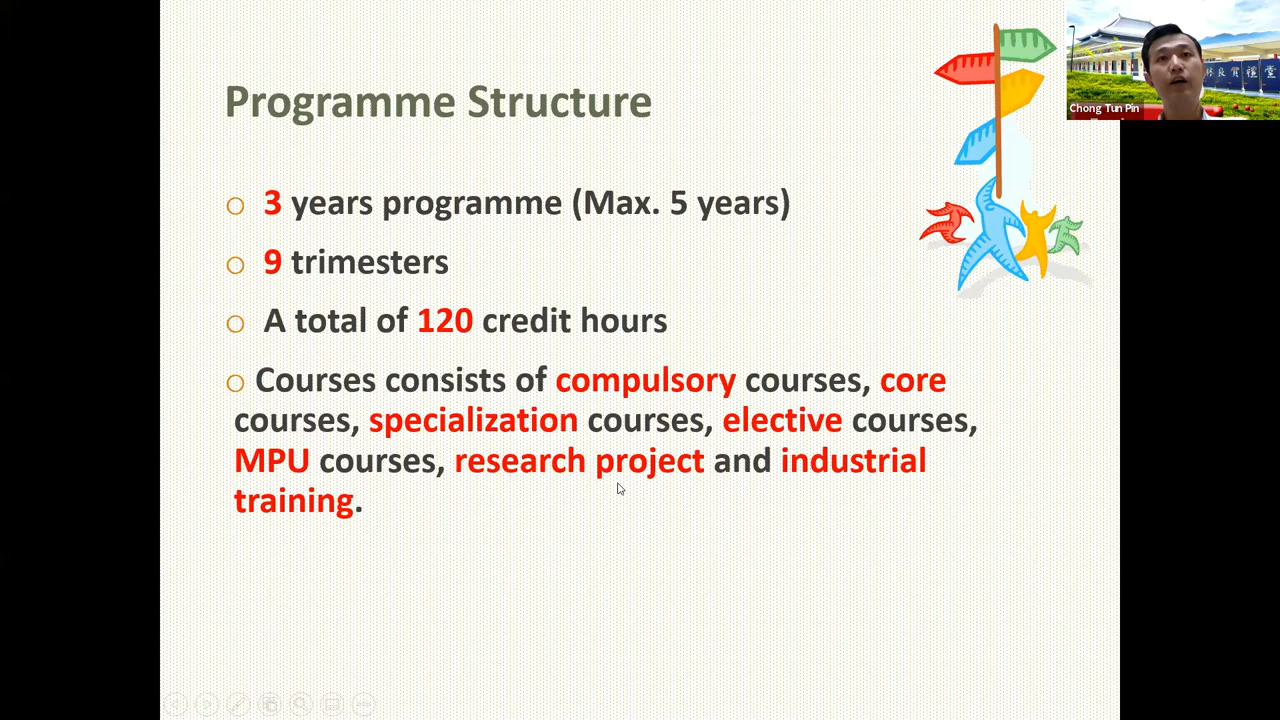 Programme Structure
3 years programme (Max. 5 years)
9 trimesters
A total of 120 credit hours
Courses consists of compulsory courses, core
courses, specialization courses, elective courses,
MPU courses, research project and industrial
training.
Chong Tun Pin